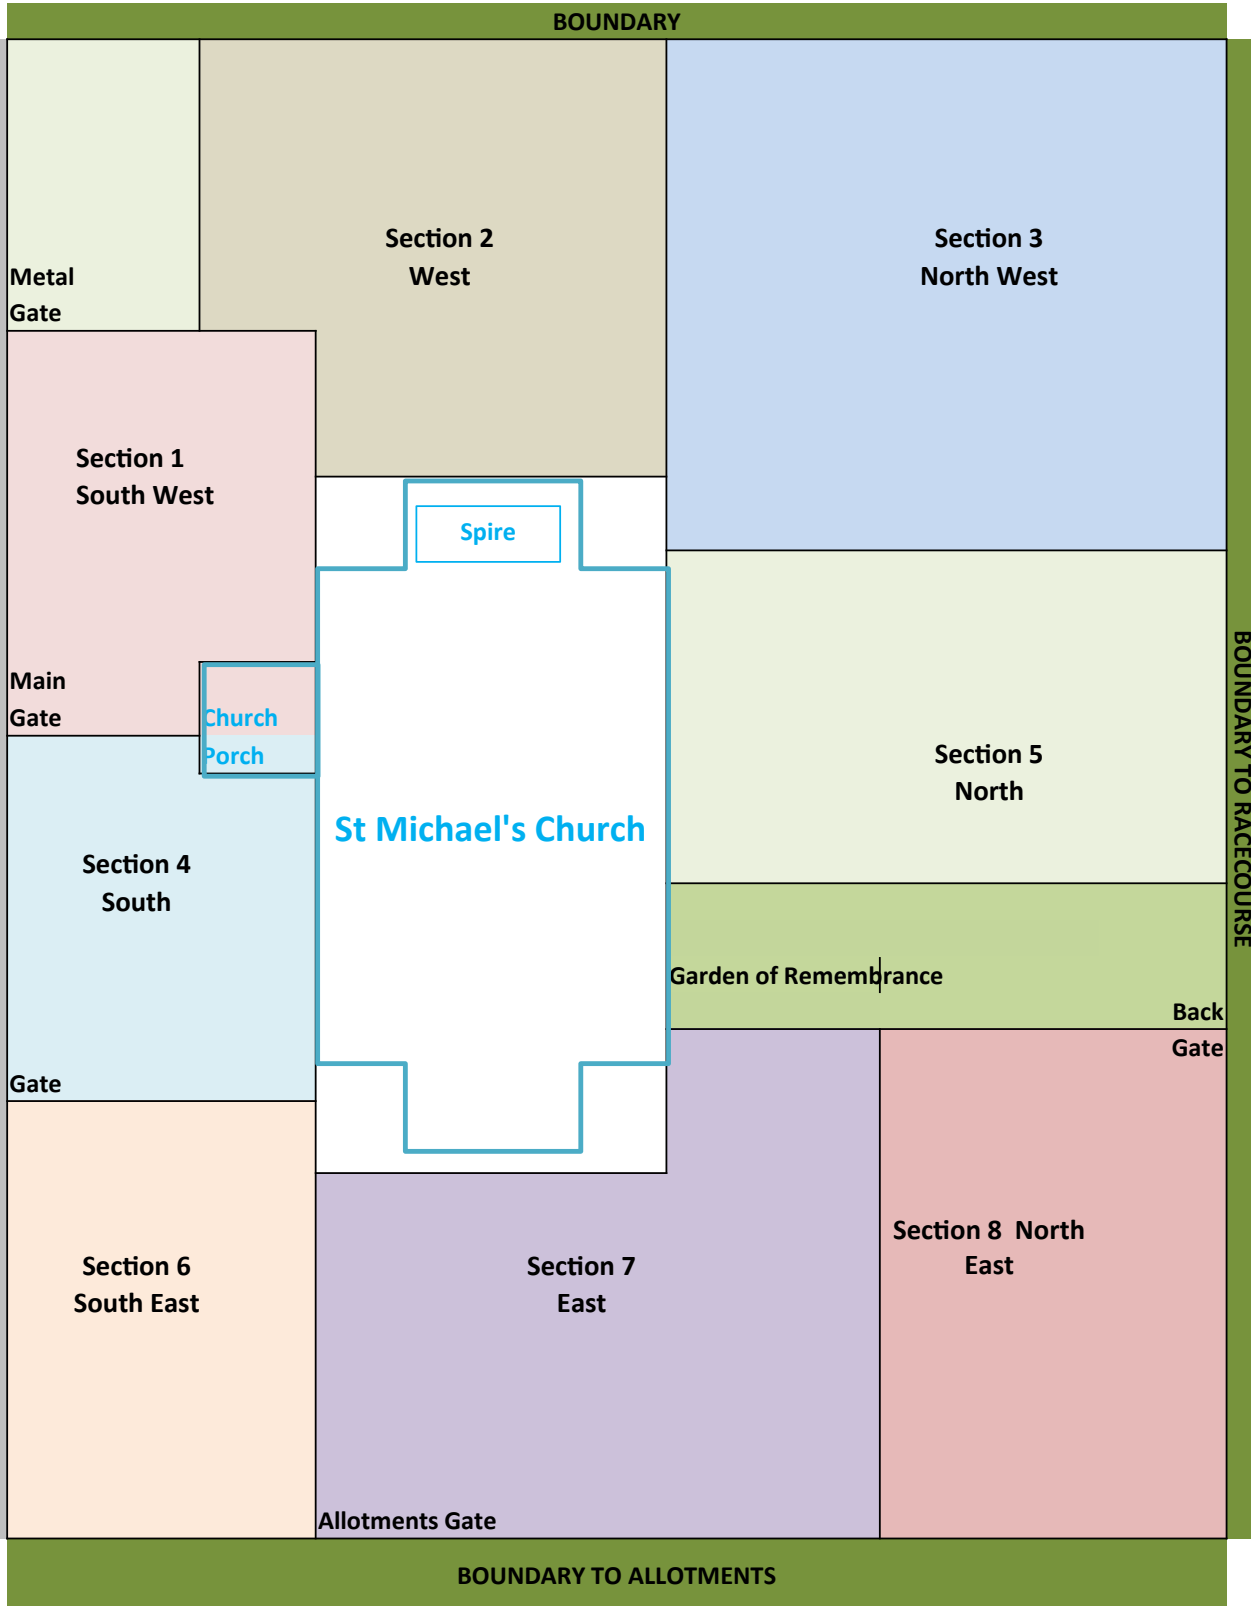 BOUNDARY
Section 2
West
Section 3
North West
Metal
Gate
Section 1
South West
Spire
Main
Gate
Church
Porch
Section 5
North
BOUNDARY TO RACECOURSE
St Michael's Church
Section 4
South
Garden of Remembrance
Back
Gate
Gate
Section 8  North
East
Section 6
South East
Section 7
East
Allotments Gate
BOUNDARY TO ALLOTMENTS